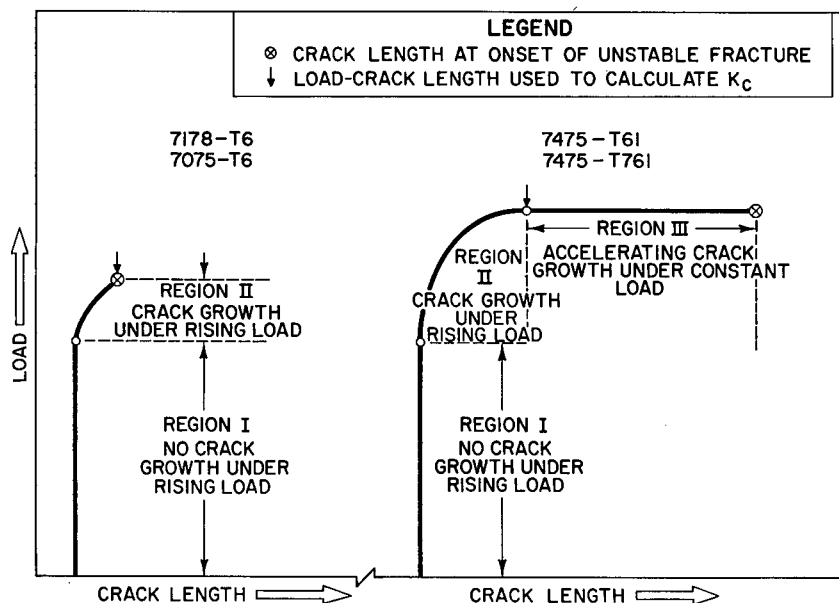 LEGEND
⊗ CRACK LENGTH AT ONSET OF UNSTABLE FRACTURE
↓ LOAD-CRACK LENGTH USED TO CALCULATE Kc
7178-T6
7075-T6
7475-T61
7475-T761
LOAD
REGION II
CRACK GROWTH
UNDER RISING LOAD
REGION I
NO CRACK
GROWTH UNDER
RISING LOAD
REGION
II
CRACK GROWTH
UNDER
RISING LOAD
REGION III
ACCELERATING CRACK
GROWTH UNDER CONSTANT
LOAD
REGION I
NO CRACK
GROWTH UNDER
RISING LOAD
CRACK LENGTH
CRACK LENGTH